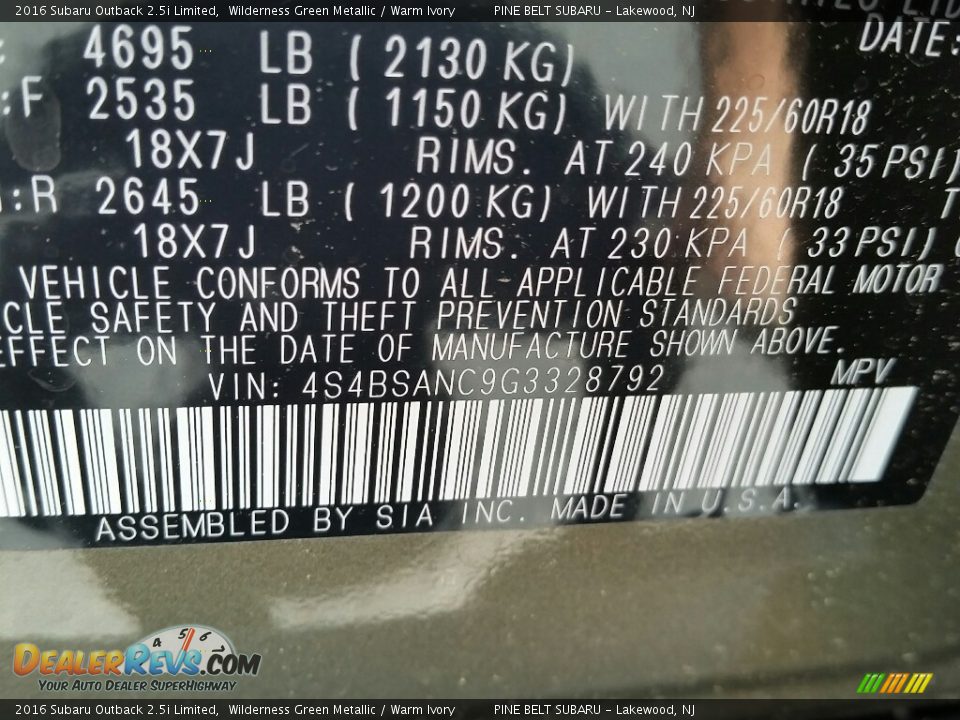 2016 Subaru Outback 2.5i Limited, Wilderness Green Metallic / Warm Ivory PINE BELT SUBARU - Lakewood, NJ
DATE:
4695 LB ( 2130 KG)
:F 2535 LB ( 1150 KG) WITH 225/60R18
18X7J RIMS. AT 240 KPA ( 35 PSI)
:R 2645 LB ( 1200 KG) WITH 225/60R18 T
18X7J RIMS. AT 230 KPA ( 33 PSI)
VEHICLE CONFORMS TO ALL APPLICABLE FEDERAL MOTOR
CLE SAFETY AND THEFT PREVENTION STANDARDS
EFFECT ON THE DATE OF MANUFACTURE SHOWN ABOVE.
VIN: 4S4BSANC9G3328792 MPV
ASSEMBLED BY SIA INC. MADE IN U.S.A.
4 5 6 7
DEALERREVS.COM
YOUR AUTO DEALER SUPERHIGHWAY
2016 Subaru Outback 2.5i Limited, Wilderness Green Metallic / Warm Ivory PINE BELT SUBARU - Lakewood, NJ